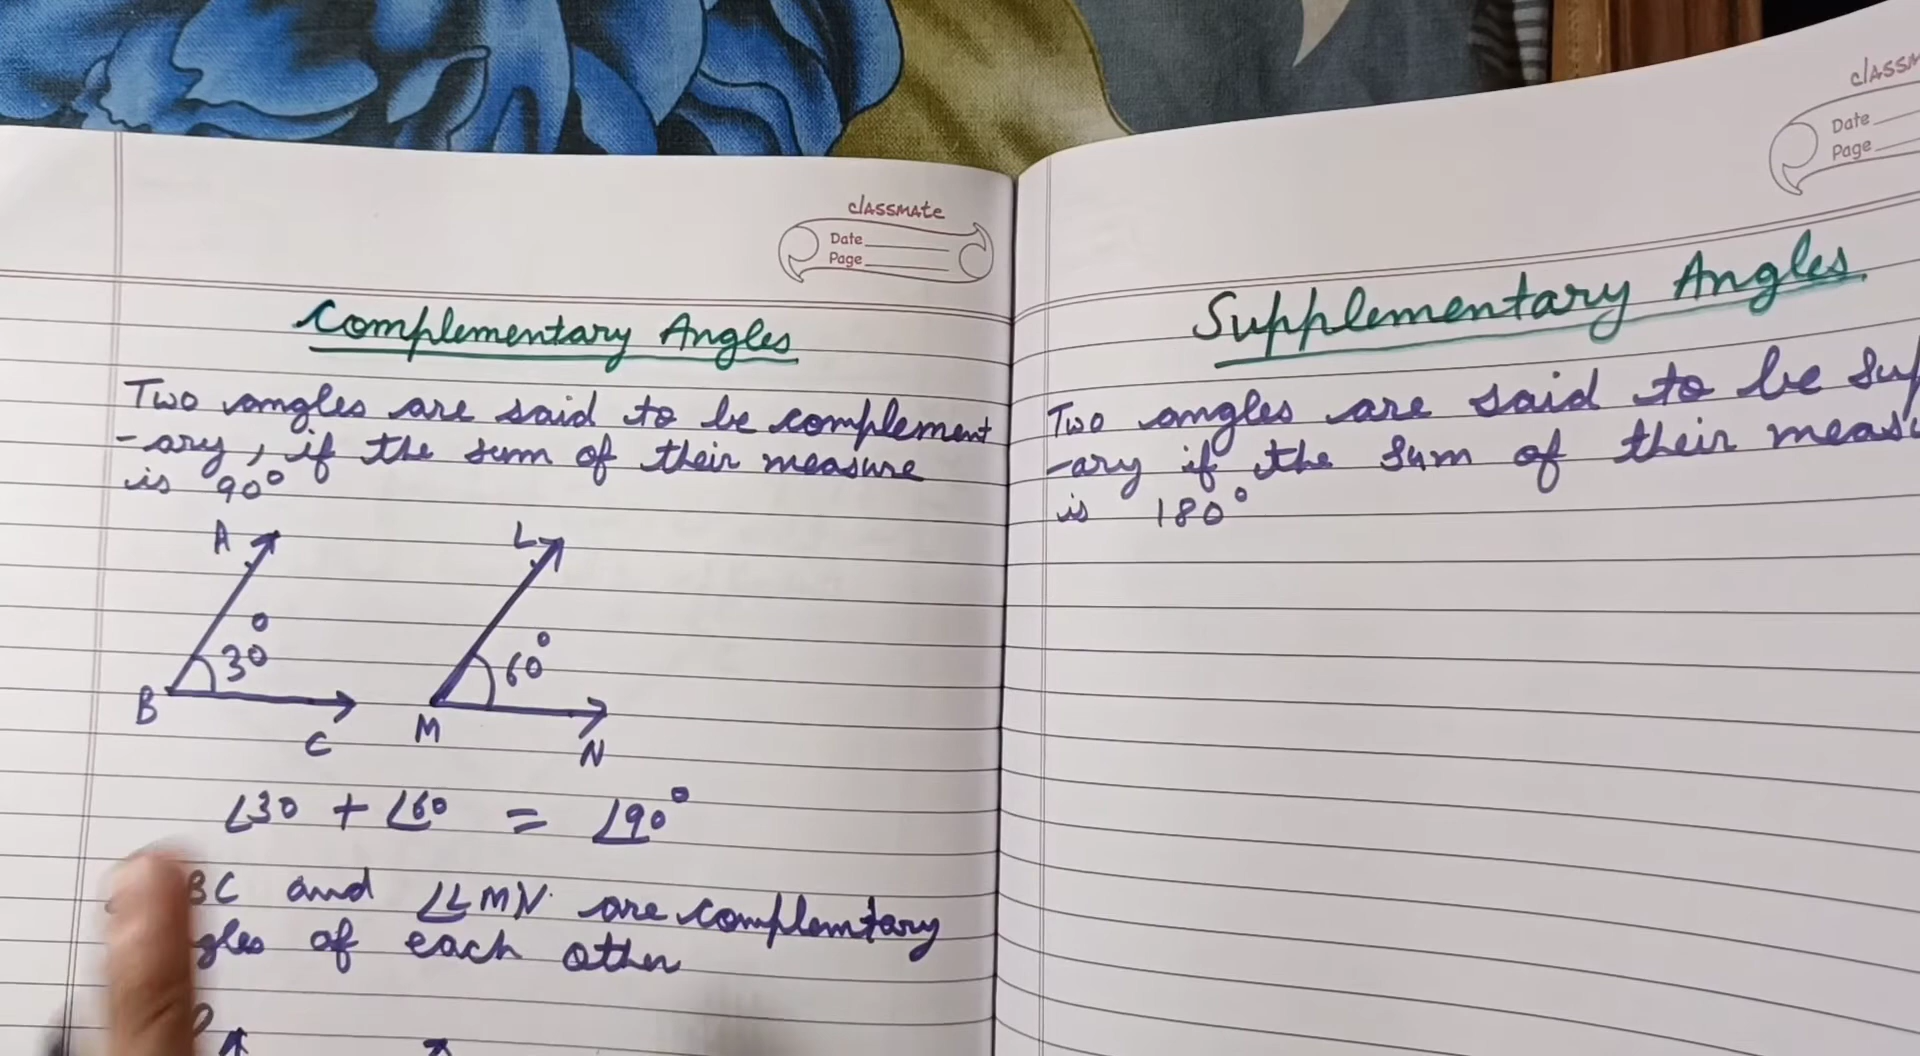 classmate
Date
Page
Complementary Angles
Two angles are said to be complement
-ary, if the sum of their measure
is 90°
A
L
30°
60°
B
C
M
N
∠30 + ∠60 = ∠90°
BC and ∠LMN are complemtary
gles of each other
Date
Page
Supplementary Angles
Two angles are said to be
-ary if the sum of their
is 180°